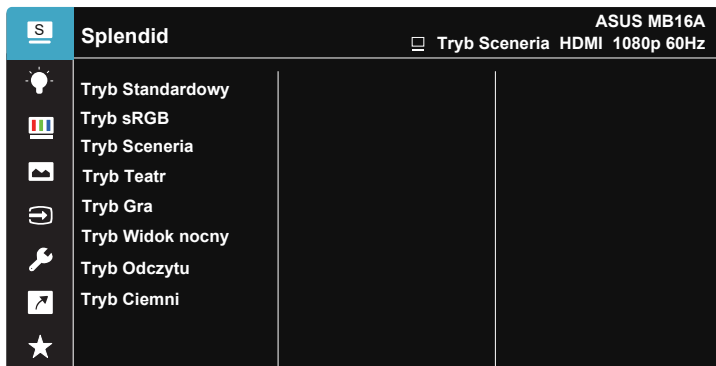 S
Splendid
ASUS MB16A
Tryb Sceneria HDMI 1080p 60Hz
Tryb Standardowy
Tryb sRGB
Tryb Sceneria
Tryb Teatr
Tryb Gra
Tryb Widok nocny
Tryb Odczytu
Tryb Ciemni